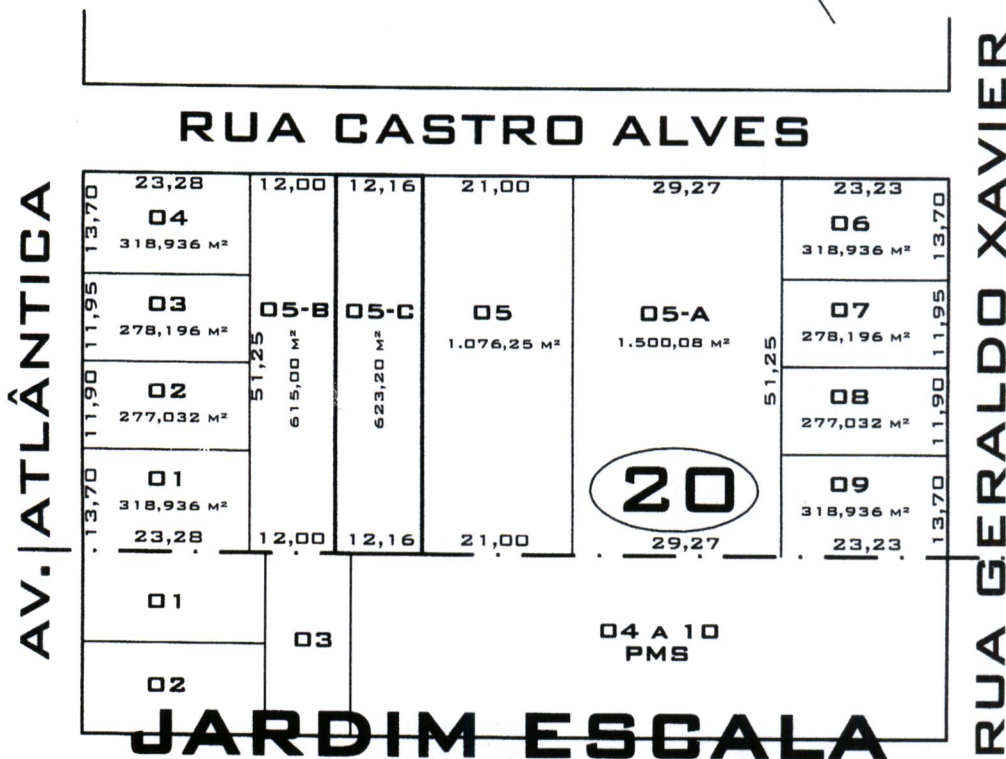 RUA CASTRO ALVES
AV. ATLÂNTICA
RUA GERALDO XAVIER
23,28
12,00
12,16
21,00
29,27
23,23
13,70
04
318,936 M²
06
318,936 M²
13,70
11,95
03
278,196 M²
05-B
615,00 M²
51,25
05-C
623,20 M²
05
1.076,25 M²
05-A
1.500,08 M²
51,25
07
278,196 M²
11,95
11,90
02
277,032 M²
08
277,032 M²
11,90
13,70
01
318,936 M²
20
09
318,936 M²
13,70
23,28
12,00
12,16
21,00
29,27
23,23
01
03
04 A 10
PMS
02
JARDIM ESCALA